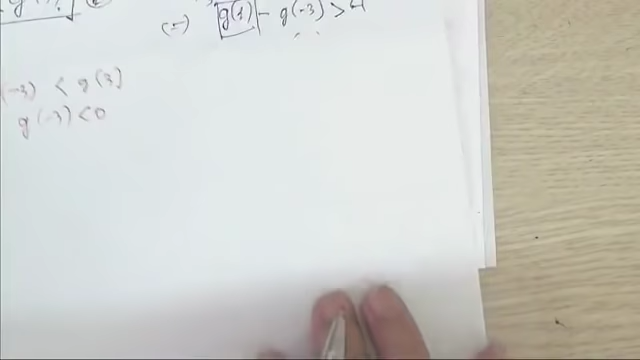 (=) g(1) - g(-3) > 4
(-3) < g(3)
g(-3) < 0